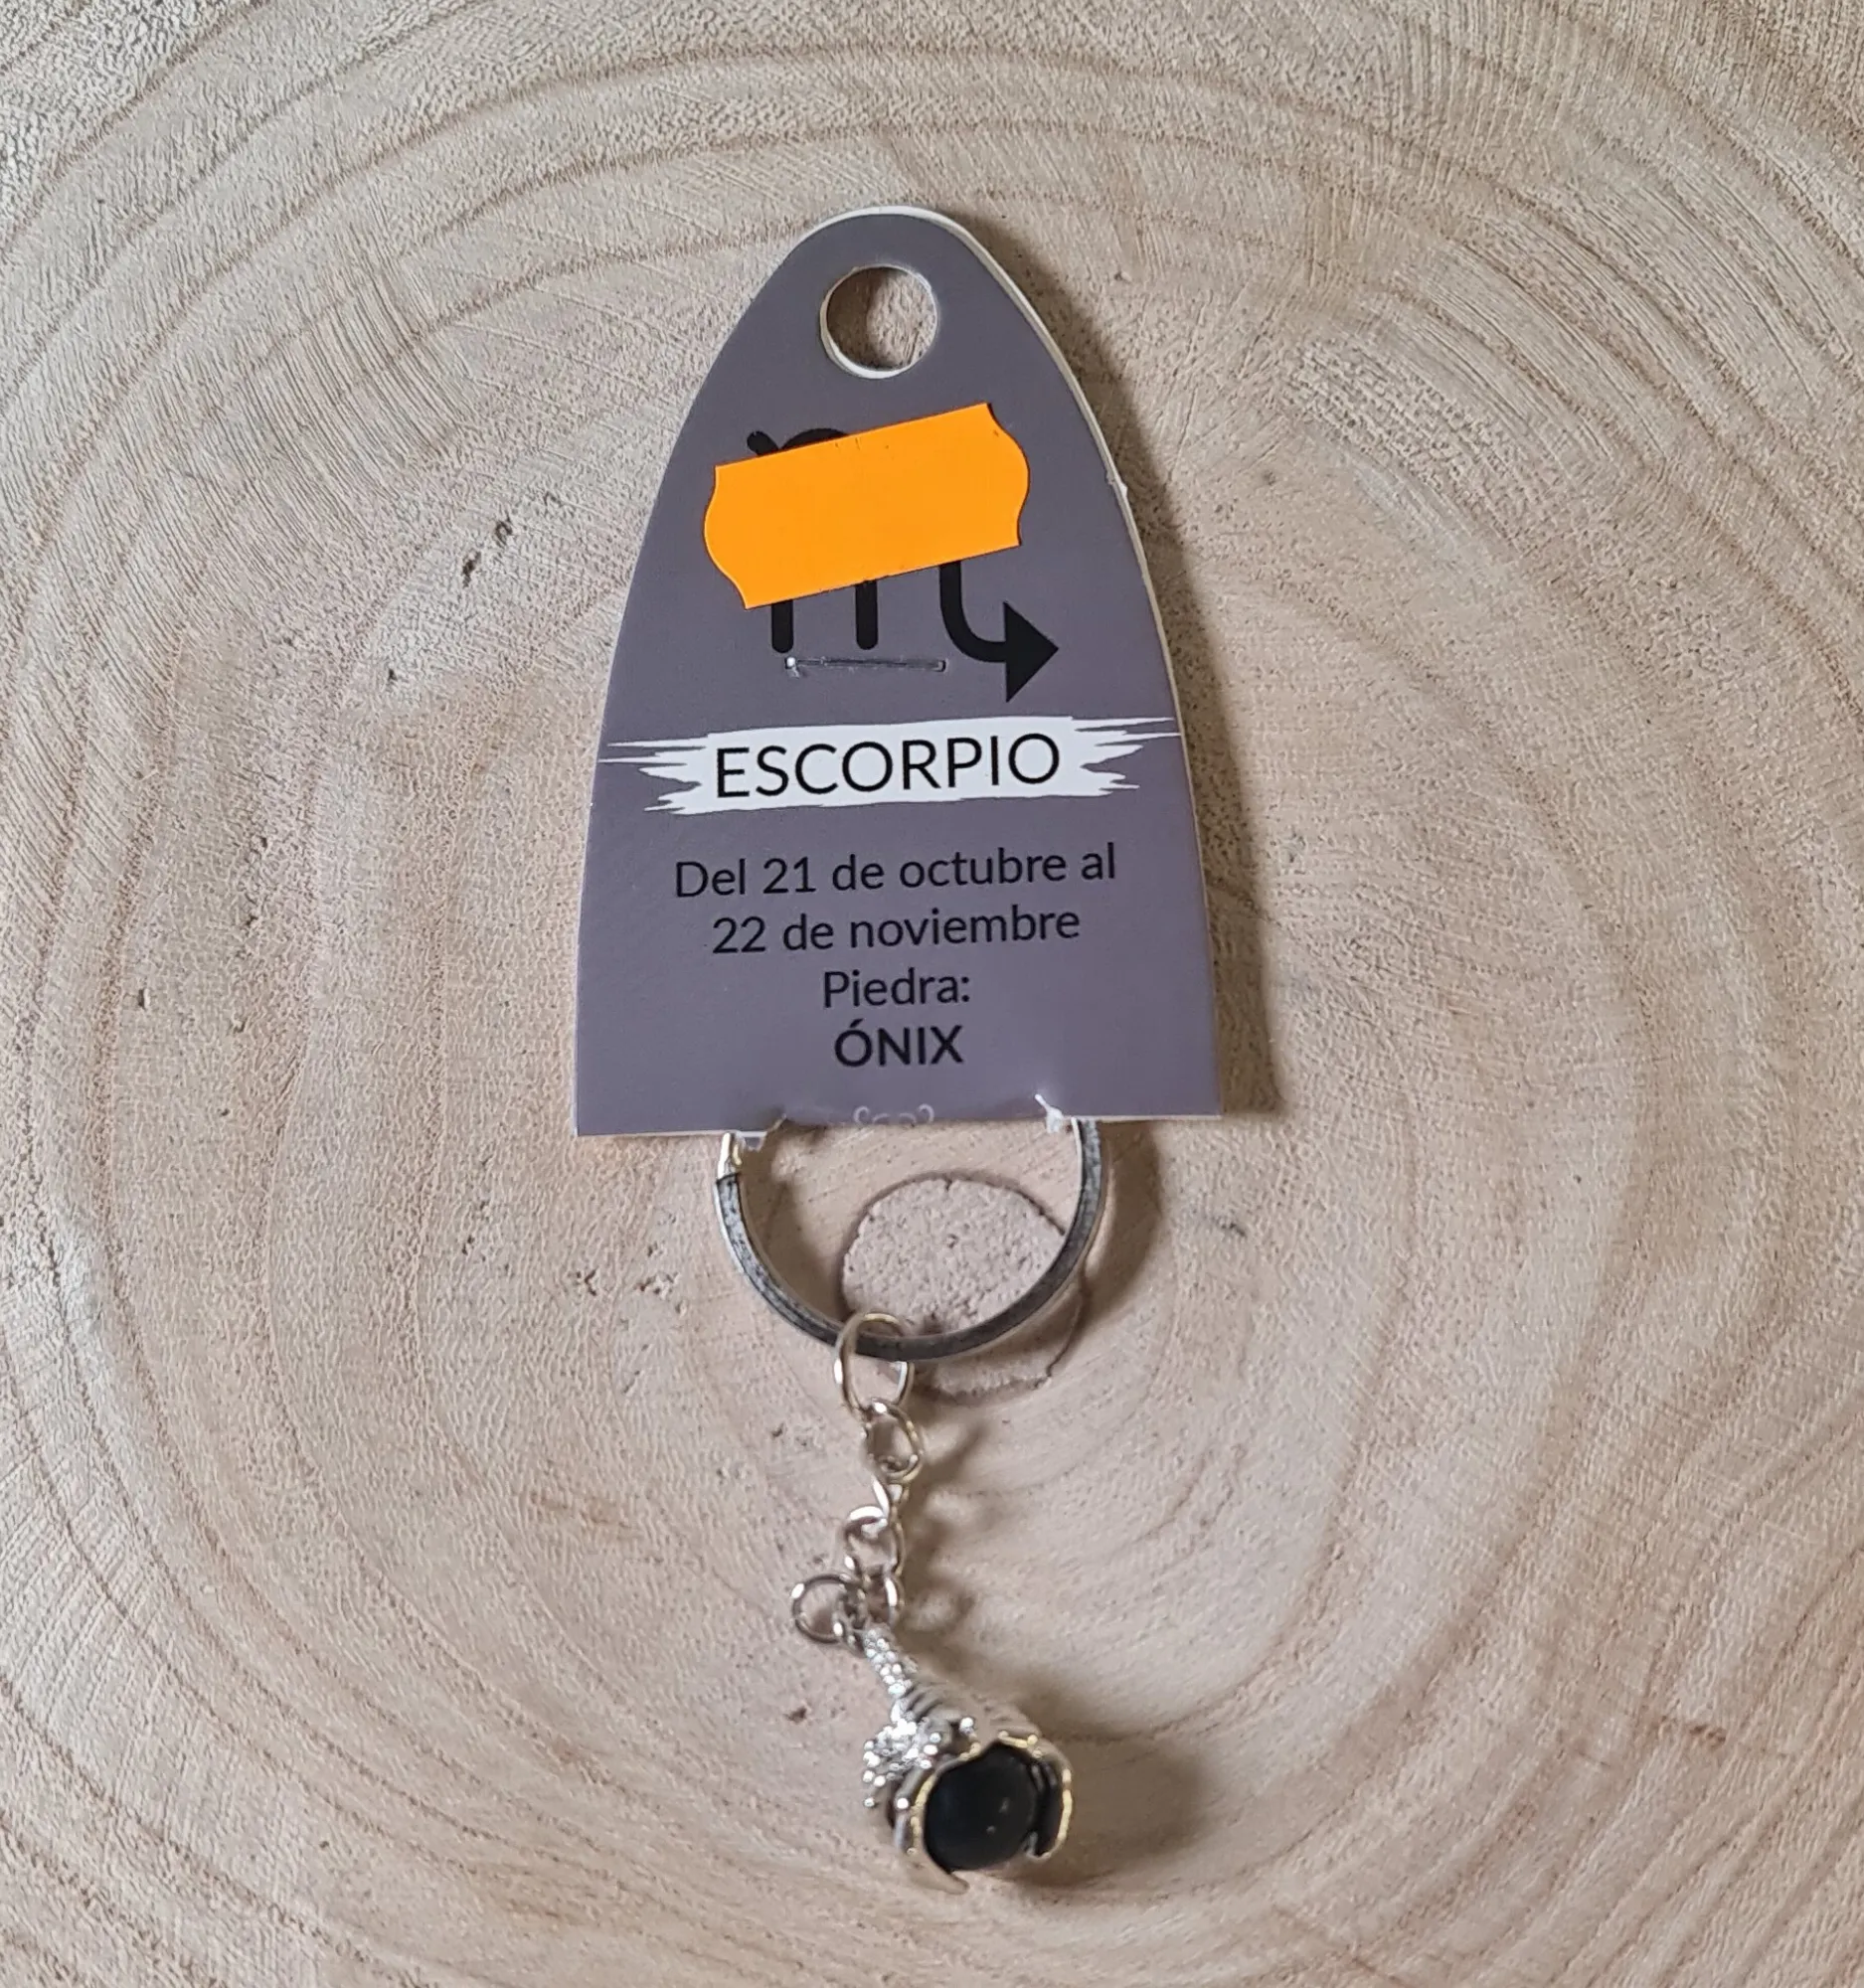 ESCORPIO
Del 21 de octubre al
22 de noviembre
Piedra:
ÓNIX